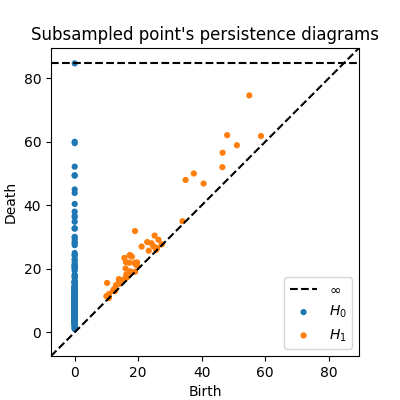 Subsampled point's persistence diagrams
Death
80
60
40
20
0
0 20 40 60 80
Birth
∞
H₀
H₁